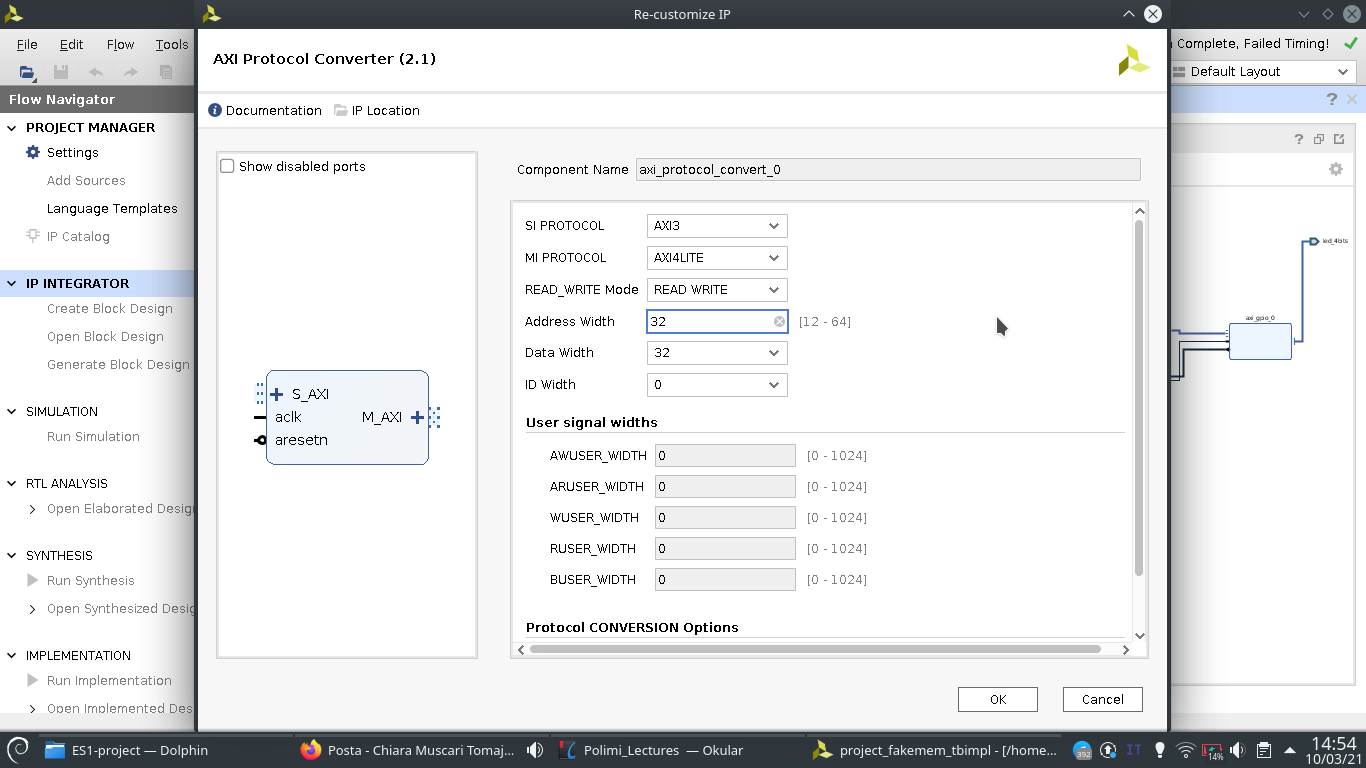 Re-customize IP
File Edit Flow Tools
Complete, Failed Timing!
Default Layout
Flow Navigator
PROJECT MANAGER
Settings
Add Sources
Language Templates
IP Catalog
IP INTEGRATOR
Create Block Design
Open Block Design
Generate Block Design
SIMULATION
Run Simulation
RTL ANALYSIS
Open Elaborated Desig
SYNTHESIS
Run Synthesis
Open Synthesized Desig
IMPLEMENTATION
Run Implementation
Open Implemented Des
AXI Protocol Converter (2.1)
Documentation IP Location
Show disabled ports
S_AXI
aclk M_AXI
aresetn
Component Name axi_protocol_convert_0
SI PROTOCOL AXI3
MI PROTOCOL AXI4LITE
READ_WRITE Mode READ WRITE
Address Width 32 [12 - 64]
Data Width 32
ID Width 0
User signal widths
AWUSER_WIDTH 0 [0 - 1024]
ARUSER_WIDTH 0 [0 - 1024]
WUSER_WIDTH 0 [0 - 1024]
RUSER_WIDTH 0 [0 - 1024]
BUSER_WIDTH 0 [0 - 1024]
Protocol CONVERSION Options
OK Cancel
led_4bits
axi_gpio_0
ES1-project — Dolphin
Posta - Chiara Muscari Tomaj...
Polimi_Lectures — Okular
project_fakemem_tbimpl - [/home...
392
IT
14%
14:54
10/03/21